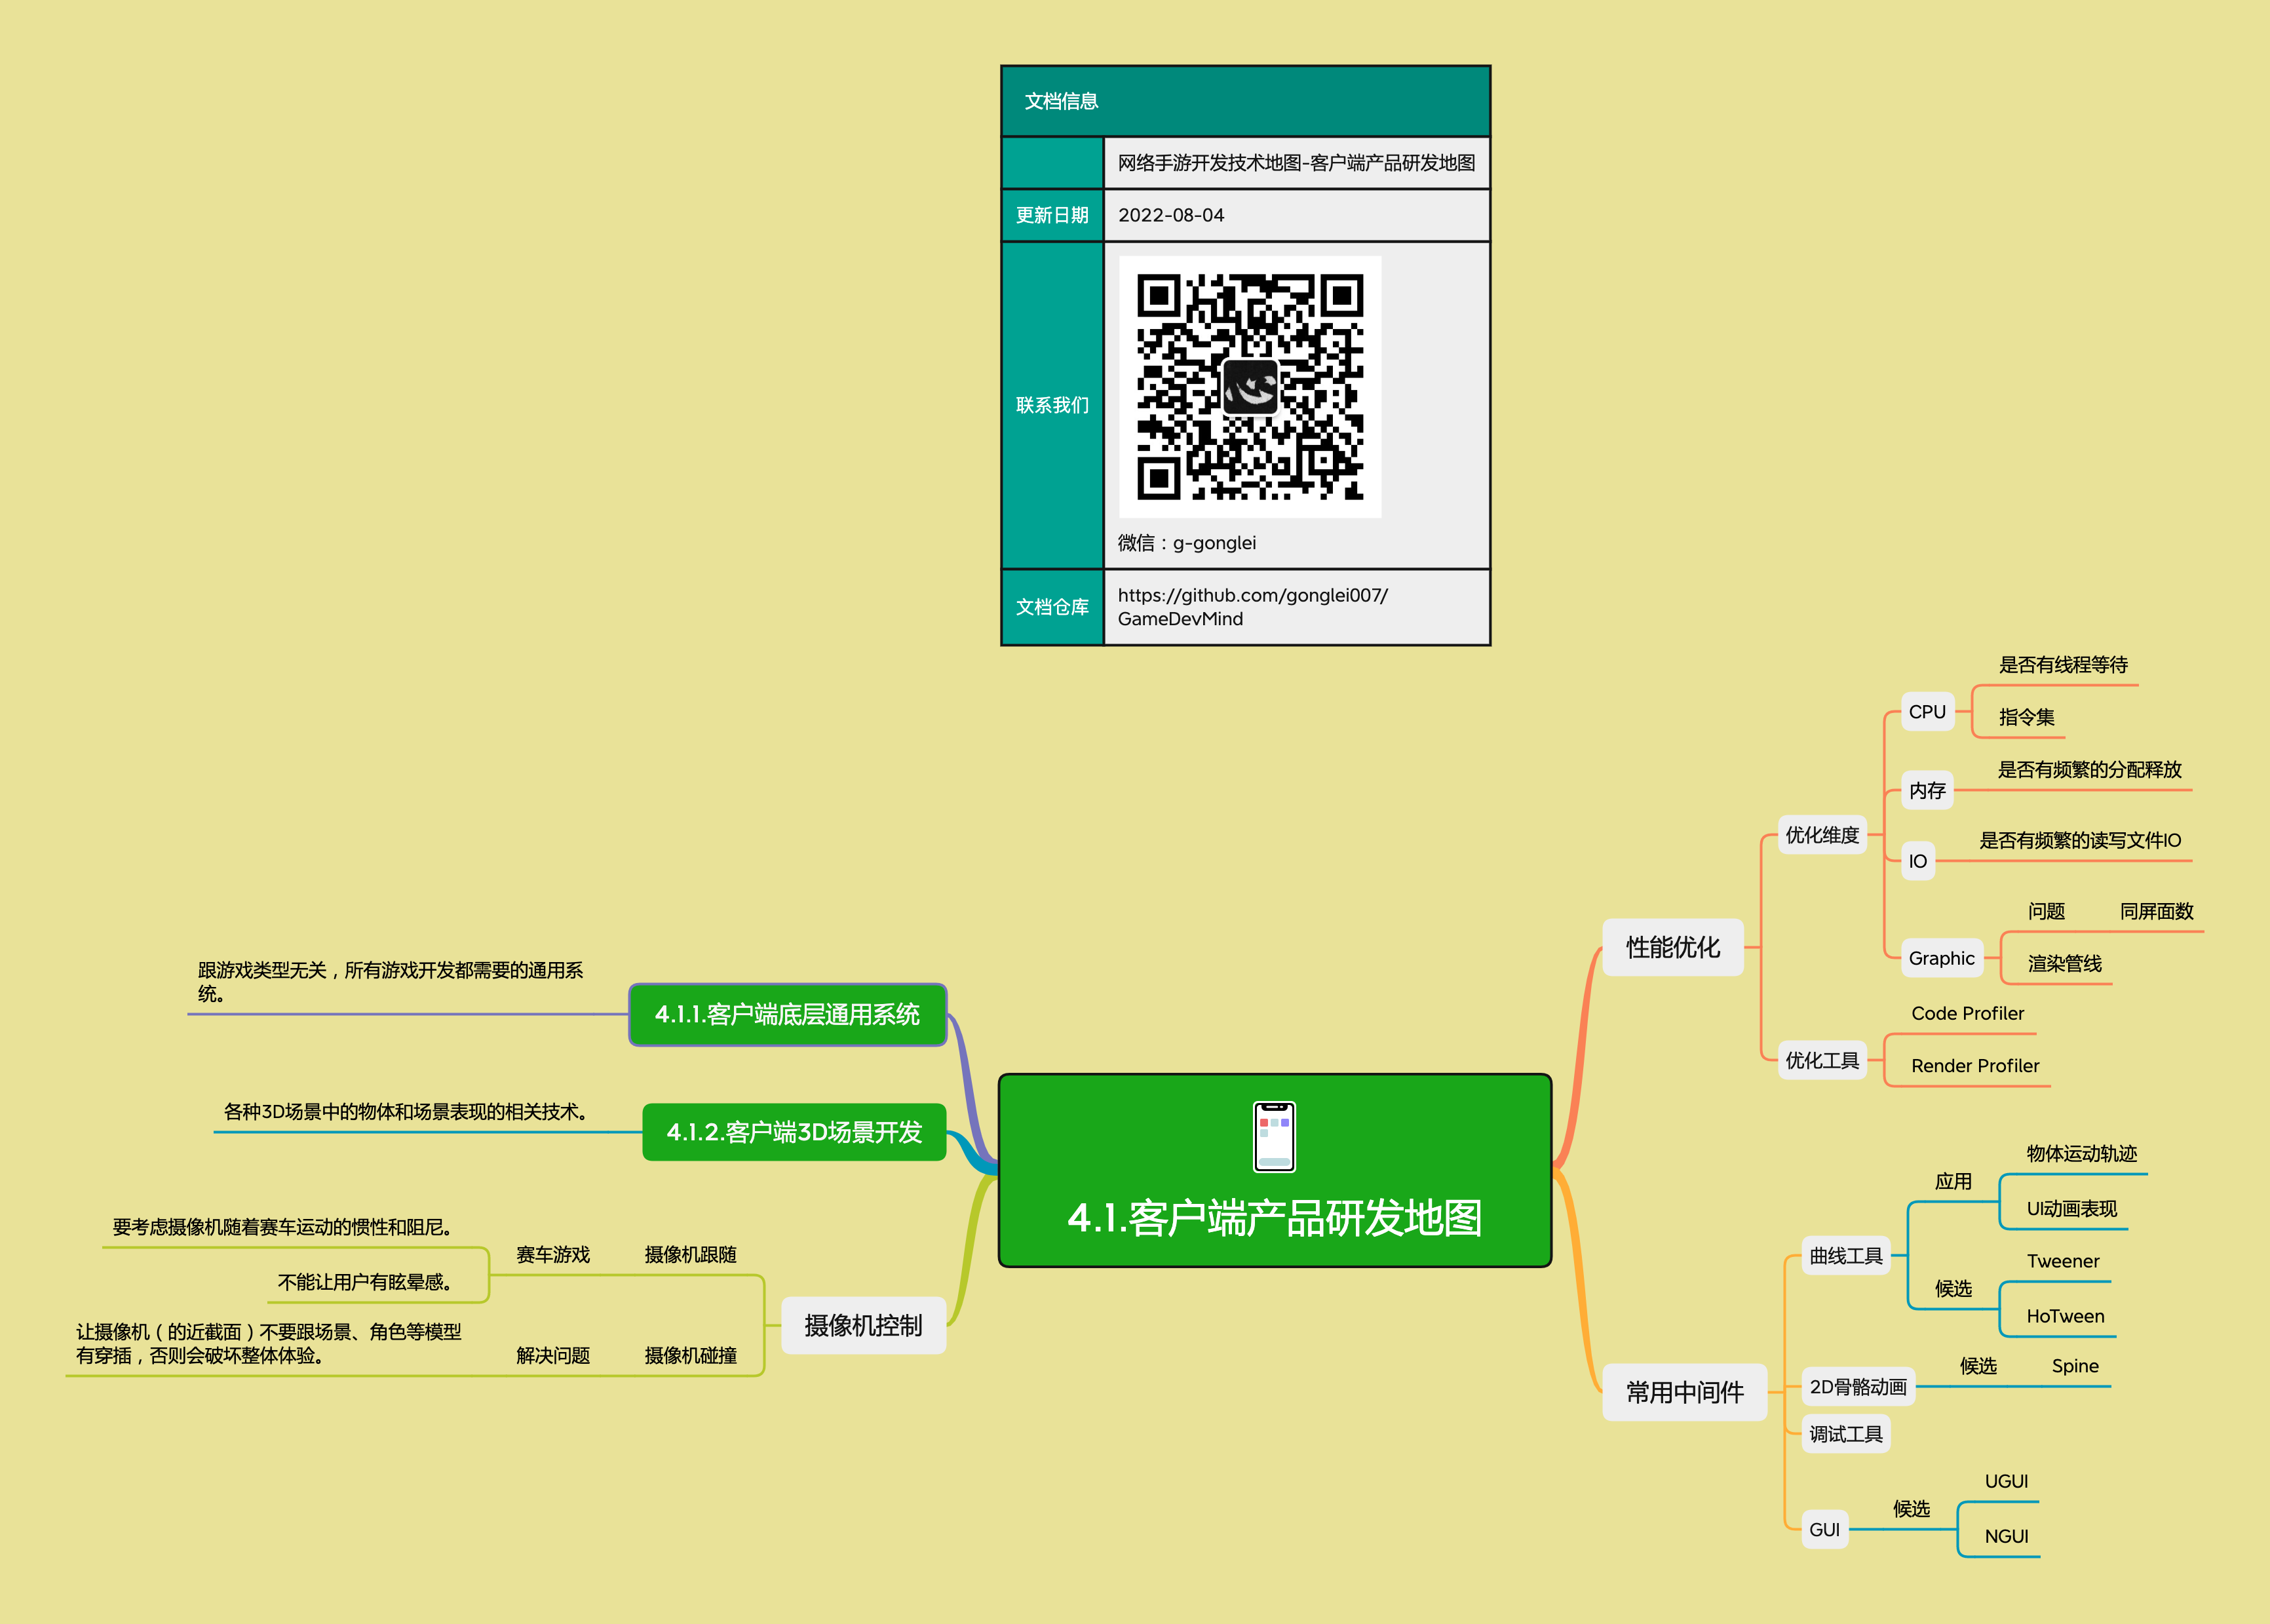 文档信息
网络手游开发技术地图-客户端产品研发地图
更新日期
2022-08-04
联系我们
微信：g-gonglei
文档仓库
https://github.com/gonglei007/
GameDevMind
4.1.客户端产品研发地图
性能优化
优化维度
CPU
是否有线程等待
指令集
内存
是否有频繁的分配释放
IO
是否有频繁的读写文件IO
Graphic
问题
同屏面数
渲染管线
优化工具
Code Profiler
Render Profiler
常用中间件
曲线工具
应用
物体运动轨迹
UI动画表现
候选
Tweener
HoTween
2D骨骼动画
候选
Spine
调试工具
GUI
候选
UGUI
NGUI
4.1.1.客户端底层通用系统
跟游戏类型无关，所有游戏开发都需要的通用系
统。
4.1.2.客户端3D场景开发
各种3D场景中的物体和场景表现的相关技术。
摄像机控制
摄像机跟随
赛车游戏
要考虑摄像机随着赛车运动的惯性和阻尼。
不能让用户有眩晕感。
摄像机碰撞
解决问题
让摄像机（的近截面）不要跟场景、角色等模型
有穿插，否则会破坏整体体验。